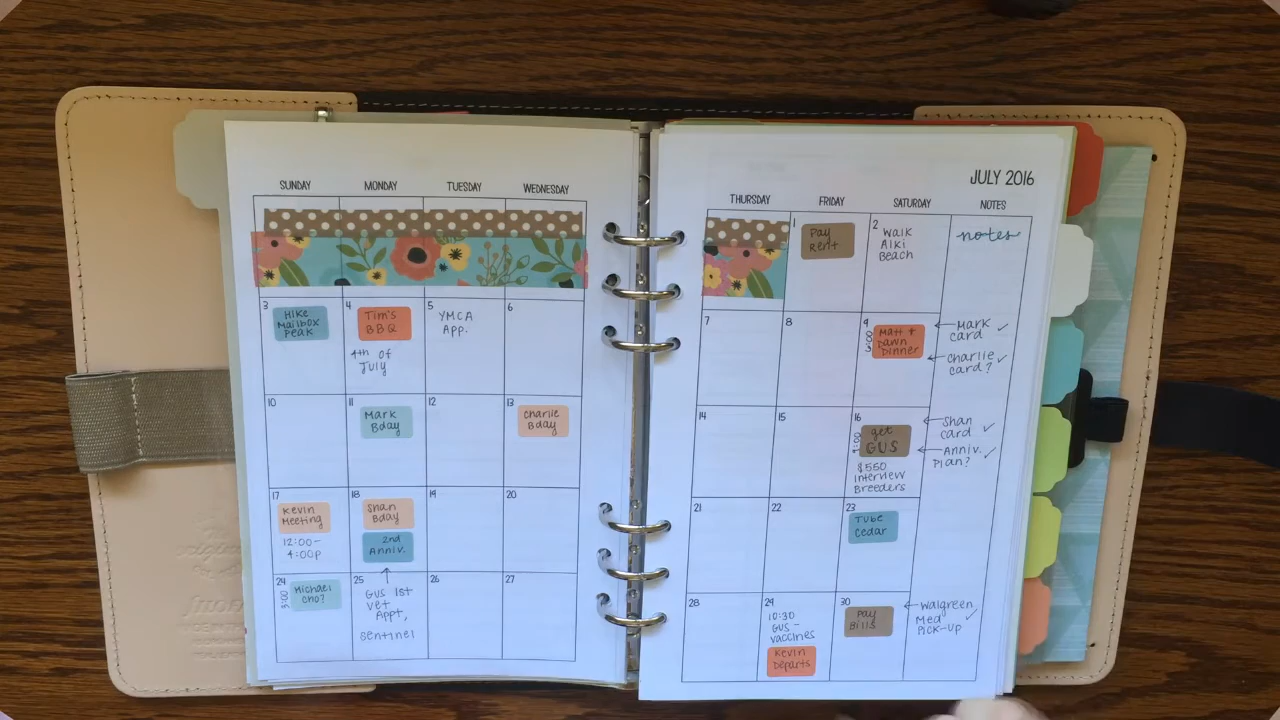 JULY 2016
SUNDAY MONDAY TUESDAY WEDNESDAY THURSDAY FRIDAY SATURDAY NOTES
1
Pay
Rent
2 WALK
ALKI
BEACH
notes
3
HIKE
MAILBOX
PEAK
4
TIM'S
BBQ
4TH OF
JULY
5
YMCA
APP.
6
7
8
9
MATT +
DAWN
DINNER
MARK
CARD ✓
CHARLIE
CARD? ✓
10
11
MARK
BDAY
12
13
CHARLIE
BDAY
14
15
16
get
GUS
$550
INTERVIEW
BREEDERS
SHAN
CARD ✓
ANNIV.
PLAN? ✓
17
KEVIN
MEETING
12:00-
4:00P
18
SHAN
BDAY
2ND
ANNIV.
19
20
21
22
23
TUBE
CEDAR
24
3:00
MICHAEL
CHO?
25
GUS 1ST
VET
APPT,
SENTINEL
26
27
28
29
10:30
GUS -
VACCINES
KEVIN
DEPARTS
30
PAY
BILLS
WALGREEN
MED
PICK-UP ✓